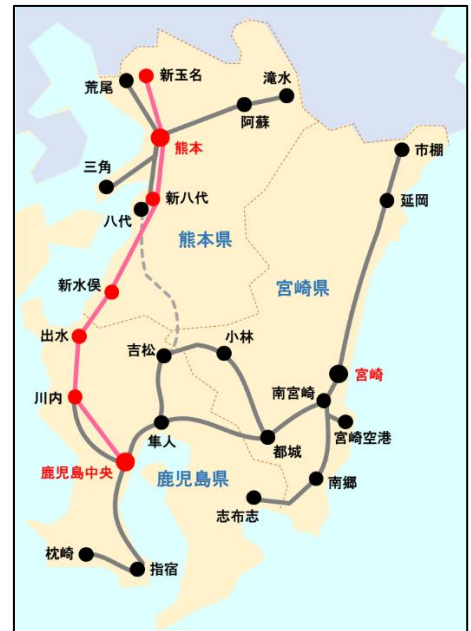 新玉名
荒尾
滝水
阿蘇
熊本
市棚
三角
新八代
延岡
八代
熊本県
宮崎県
新水俣
出水
吉松
小林
宮崎
川内
南宮崎
宮崎空港
隼人
都城
鹿児島中央
鹿児島県
南郷
志布志
枕崎
指宿